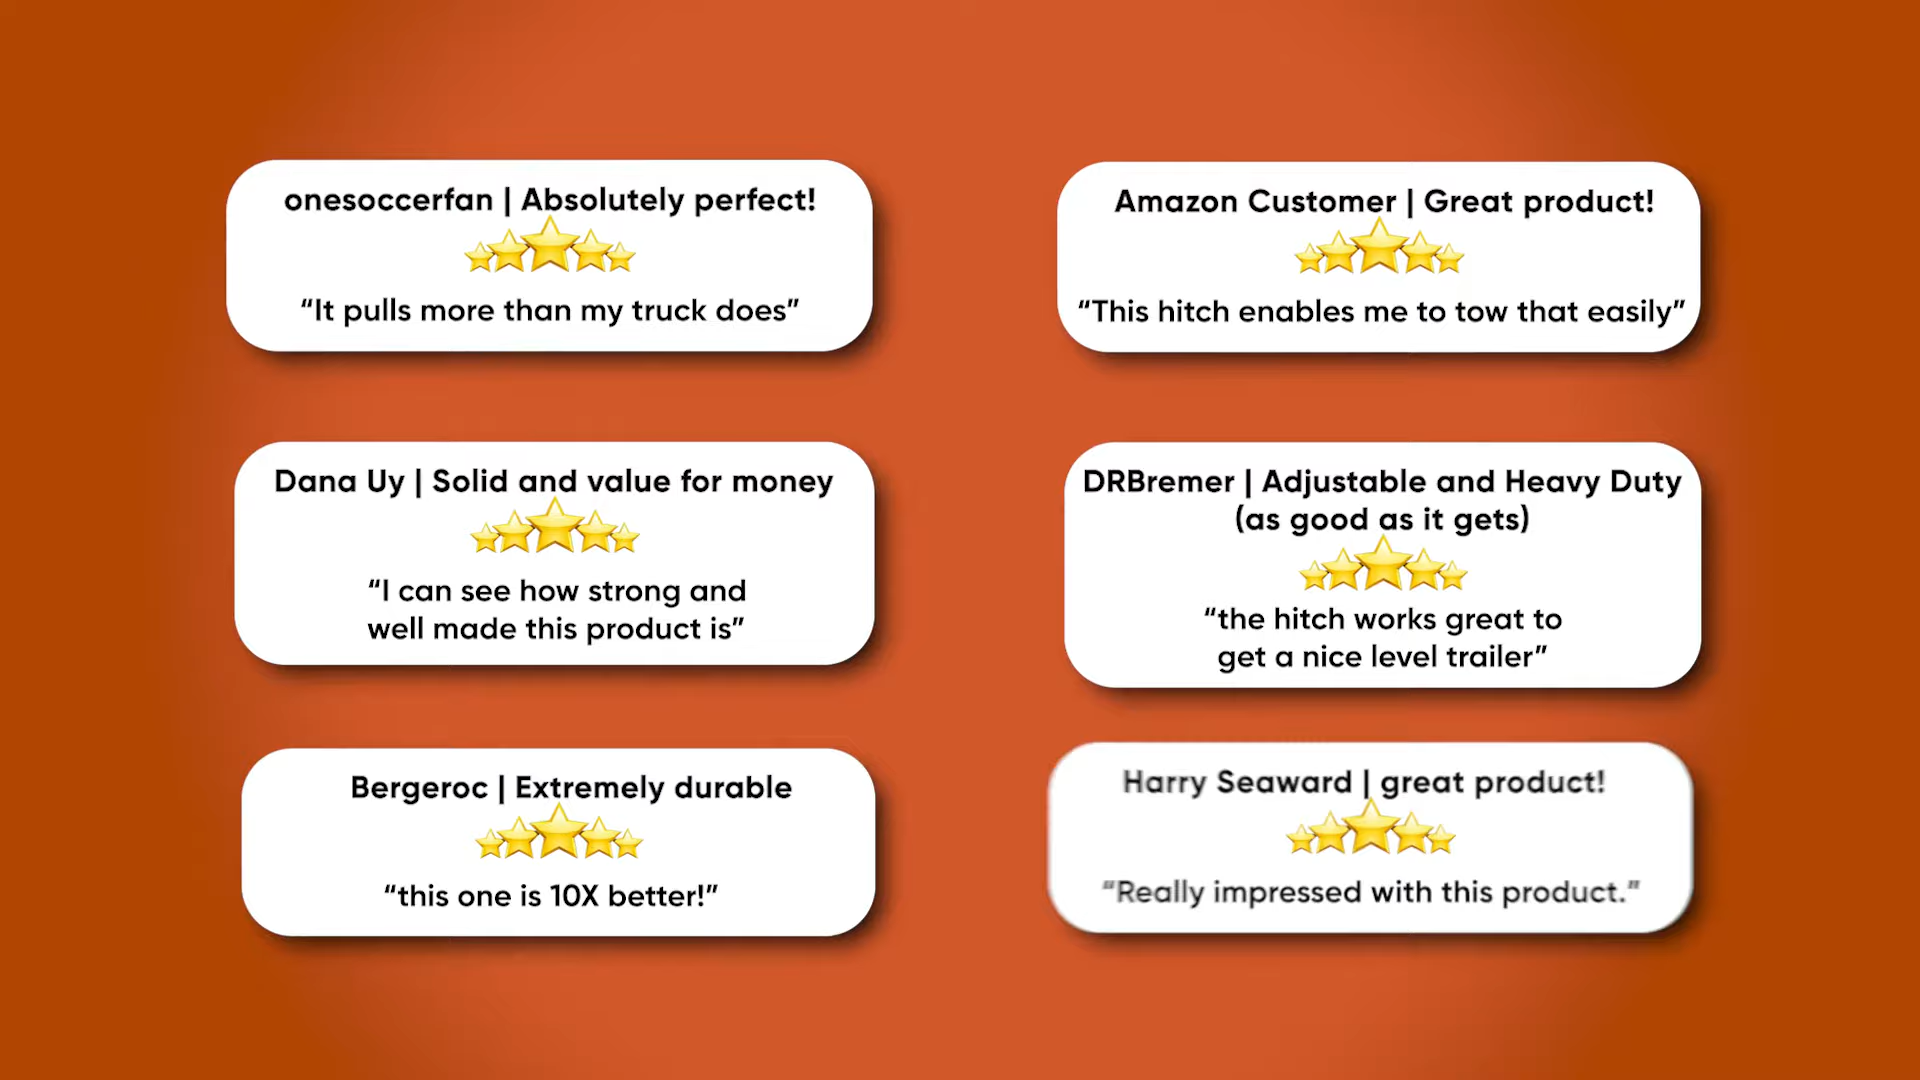 onesoccerfan | Absolutely perfect!
“It pulls more than my truck does”
Amazon Customer | Great product!
“This hitch enables me to tow that easily”
Dana Uy | Solid and value for money
“I can see how strong and
well made this product is”
DRBremer | Adjustable and Heavy Duty
(as good as it gets)
“the hitch works great to
get a nice level trailer”
Bergeroc | Extremely durable
“this one is 10X better!”
Harry Seaward | great product!
“Really impressed with this product.”